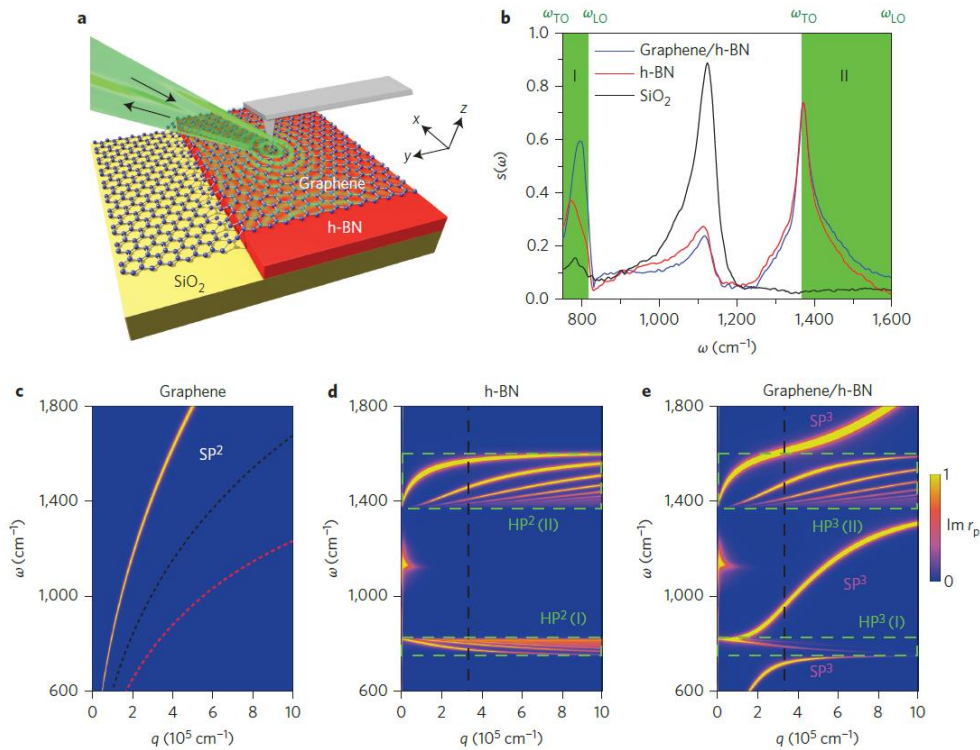 a
SiO₂
h-BN
Graphene
x
y
z
b
ω_TO ω_LO ω_TO ω_LO
I
II
Graphene/h-BN
h-BN
SiO₂
s(ω)
1.0
0.8
0.6
0.4
0.2
0.0
800 1,000 1,200 1,400 1,600
ω (cm⁻¹)
c
Graphene
SP²
ω (cm⁻¹)
1,800
1,400
1,000
600
0 2 4 6 8 10
q (10⁵ cm⁻¹)
d
h-BN
HP² (II)
HP² (I)
ω (cm⁻¹)
1,800
1,400
1,000
600
0 2 4 6 8 10
q (10⁵ cm⁻¹)
e
Graphene/h-BN
SP³
HP³ (II)
SP³
HP³ (I)
SP³
ω (cm⁻¹)
1,800
1,400
1,000
600
0 2 4 6 8 10
q (10⁵ cm⁻¹)
1
Im r_p
0